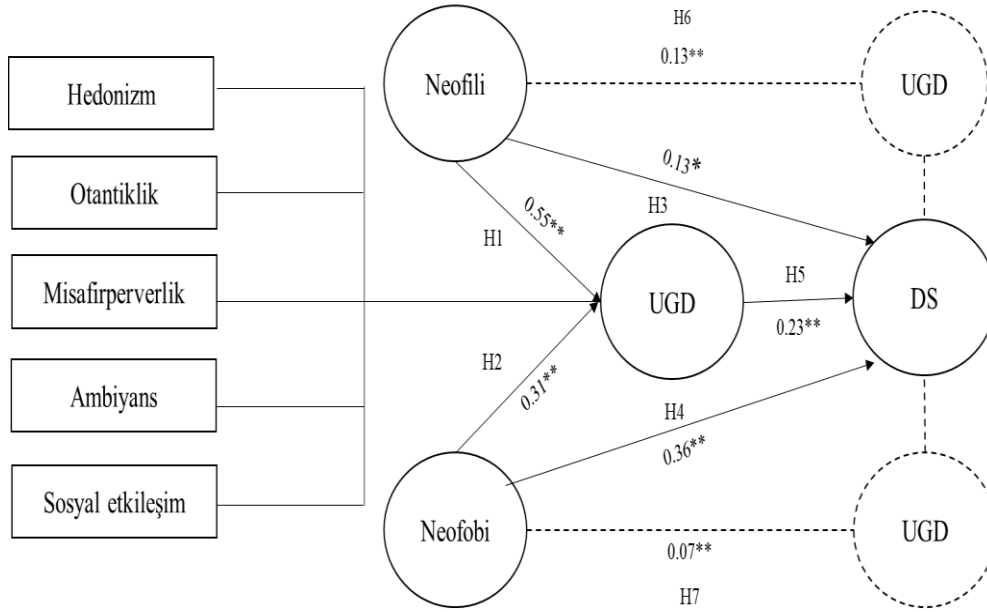 Hedonizm
Otantiklik
Misafirperverlik
Ambiyans
Sosyal etkileşim
Neofili
Neofobi
H6
0.13**
UGD
0.13*
H3
0.55**
H1
UGD
H5
0.23**
DS
H2
0.31**
H4
0.36**
0.07**
H7
UGD